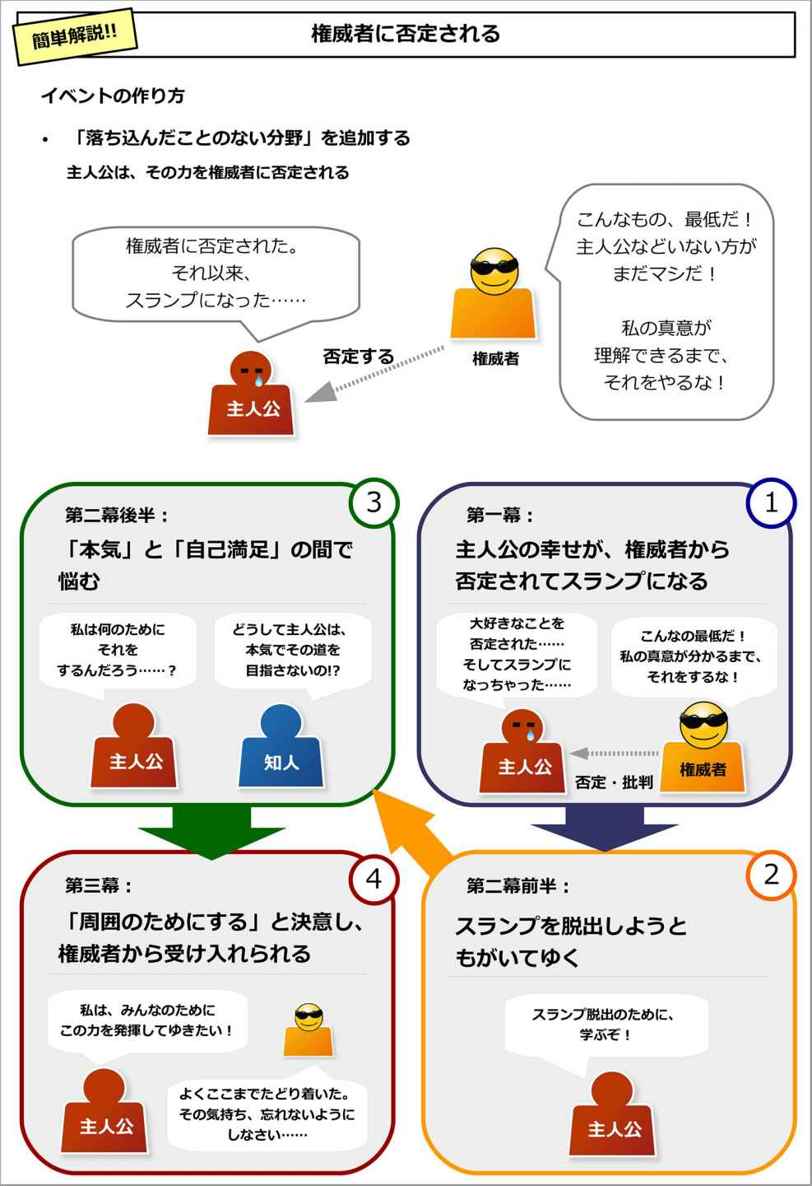 簡単解説!!
権威者に否定される
イベントの作り方
• 「落ち込んだことのない分野」を追加する
主人公は、その力を権威者に否定される
権威者に否定された。
それ以来、
スランプになった……
こんなもの、最低だ！
主人公などいない方が
まだマシだ！
私の真意が
理解できるまで、
それをやるな！
否定する
権威者
主人公
1
第一幕：
主人公の幸せが、権威者から
否定されてスランプになる
大好きなことを
否定された……
そしてスランプに
なっちゃった……
こんなの最低だ！
私の真意が分かるまで、
それをするな！
主人公
否定・批判
権威者
2
第二幕前半：
スランプを脱出しようと
もがいてゆく
スランプ脱出のために、
学ぶぞ！
主人公
3
第二幕後半：
「本気」と「自己満足」の間で
悩む
私は何のために
それを
するんだろう……？
どうして主人公は、
本気でその道を
目指さないの!?
主人公
知人
4
第三幕：
「周囲のためにする」と決意し、
権威者から受け入れられる
私は、みんなのために
この力を発揮してゆきたい！
よくここまでたどり着いた。
その気持ち、忘れないように
しなさい……
主人公